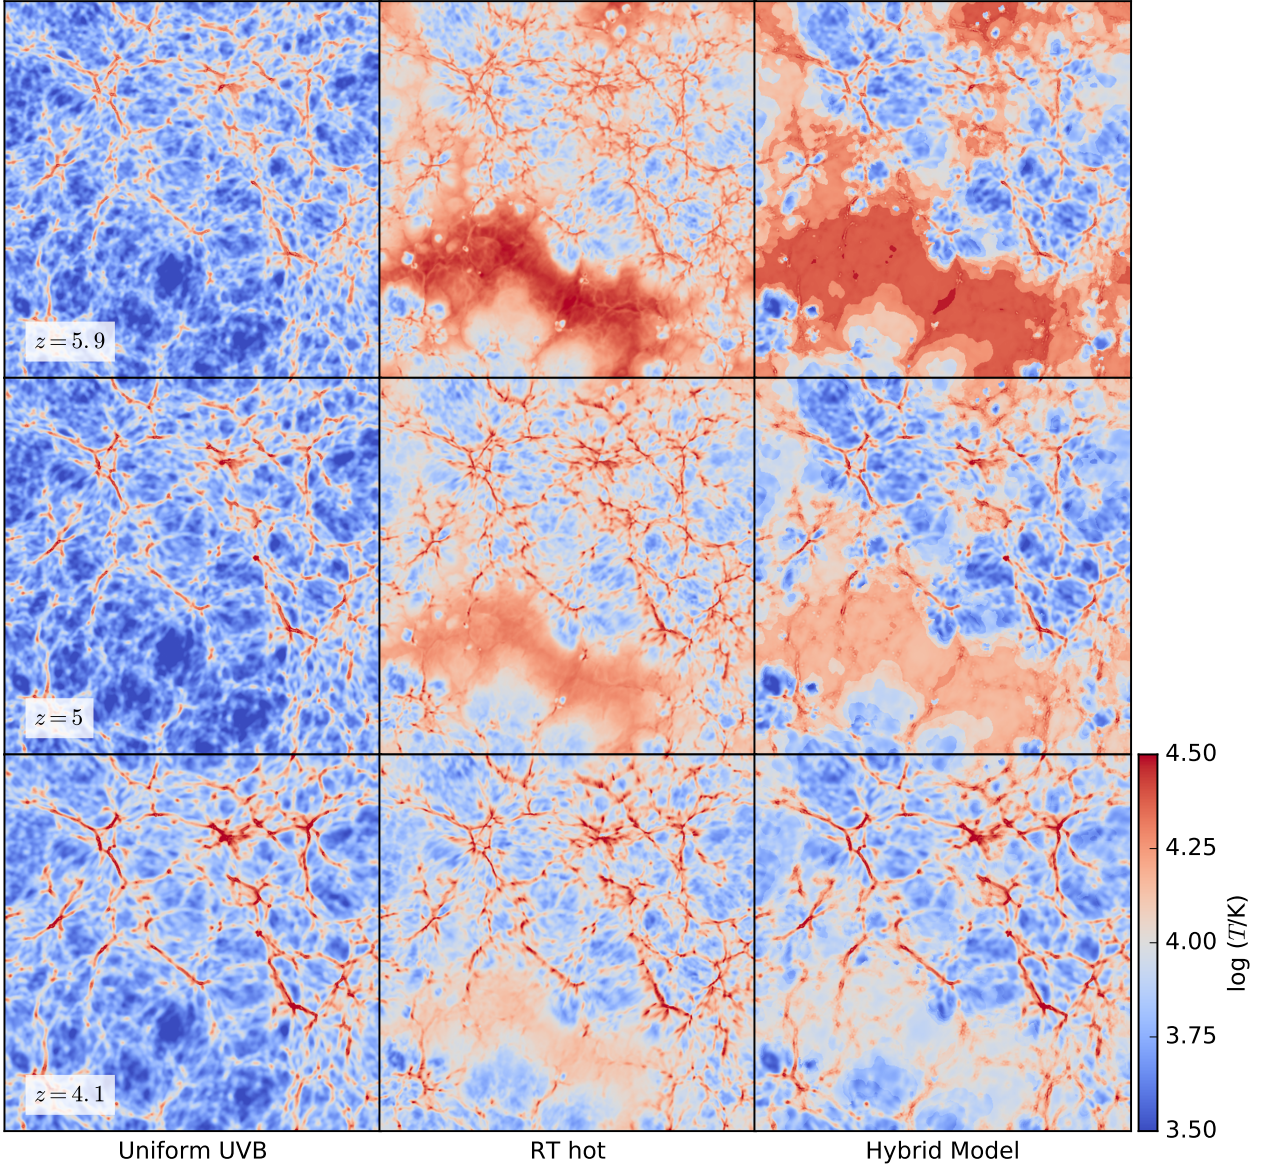 z = 5.9
z = 5
z = 4.1
4.50
4.25
4.00
3.75
3.50
log (T/K)
Uniform UVB
RT hot
Hybrid Model